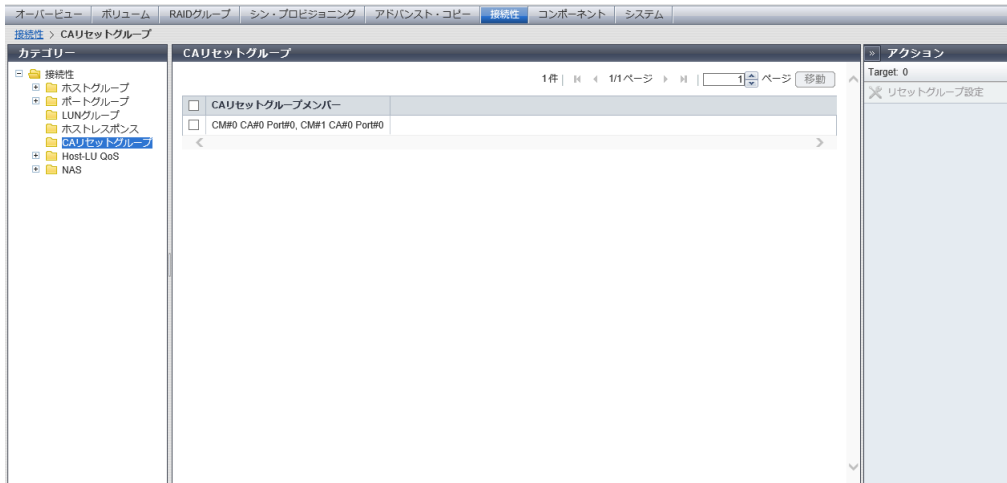 オーバービュー ボリューム RAIDグループ シン・プロビジョニング アドバンスト・コピー 接続性 コンポーネント システム
接続性 > CAリセットグループ
カテゴリー
接続性
ホストグループ
ポートグループ
LUNグループ
ホストレスポンス
CAリセットグループ
Host-LU QoS
NAS
CAリセットグループ
1件 | 1/1ページ | 1 ページ 移動
CAリセットグループメンバー
CM#0 CA#0 Port#0, CM#1 CA#0 Port#0
» アクション
Target: 0
リセットグループ設定